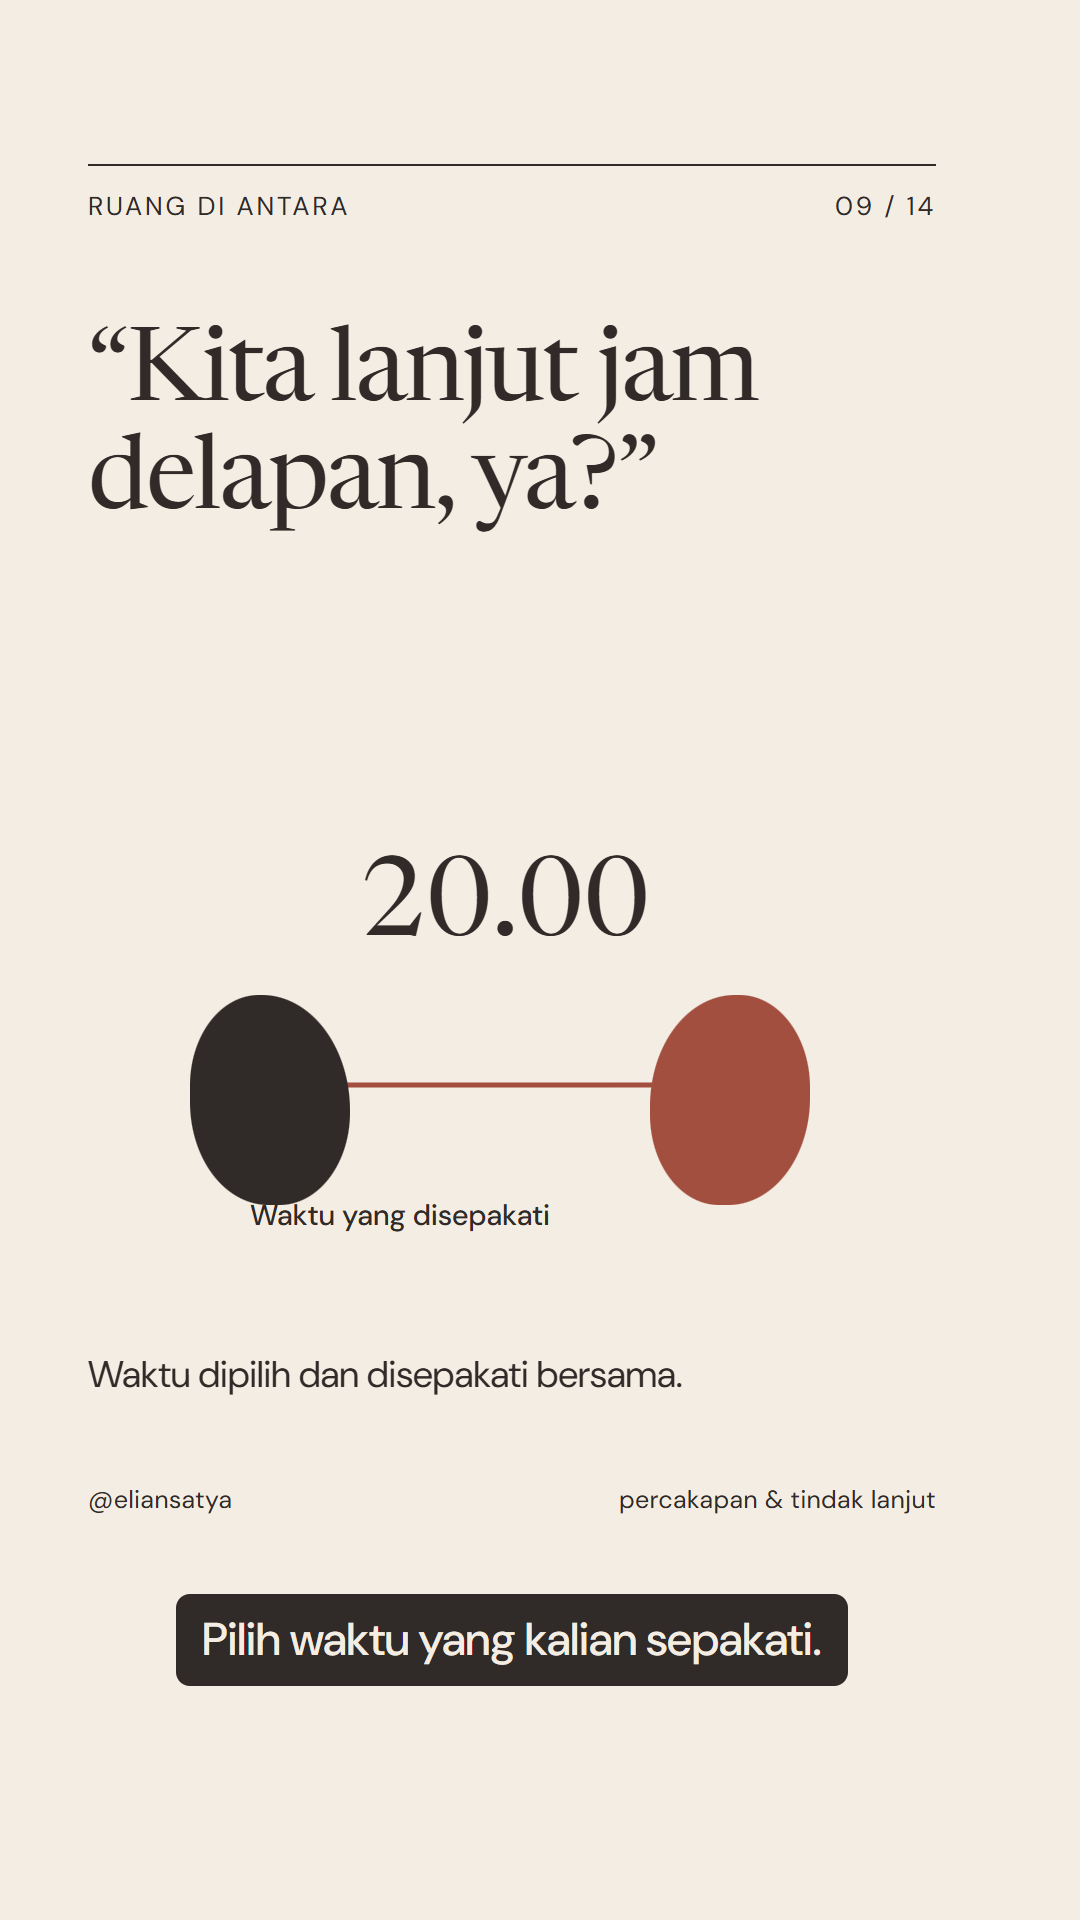 RUANG DI ANTARA
09 / 14
“Kita lanjut jam
delapan, ya?”
20.00
Waktu yang disepakati
Waktu dipilih dan disepakati bersama.
@eliansatya
percakapan & tindak lanjut
Pilih waktu yang kalian sepakati.